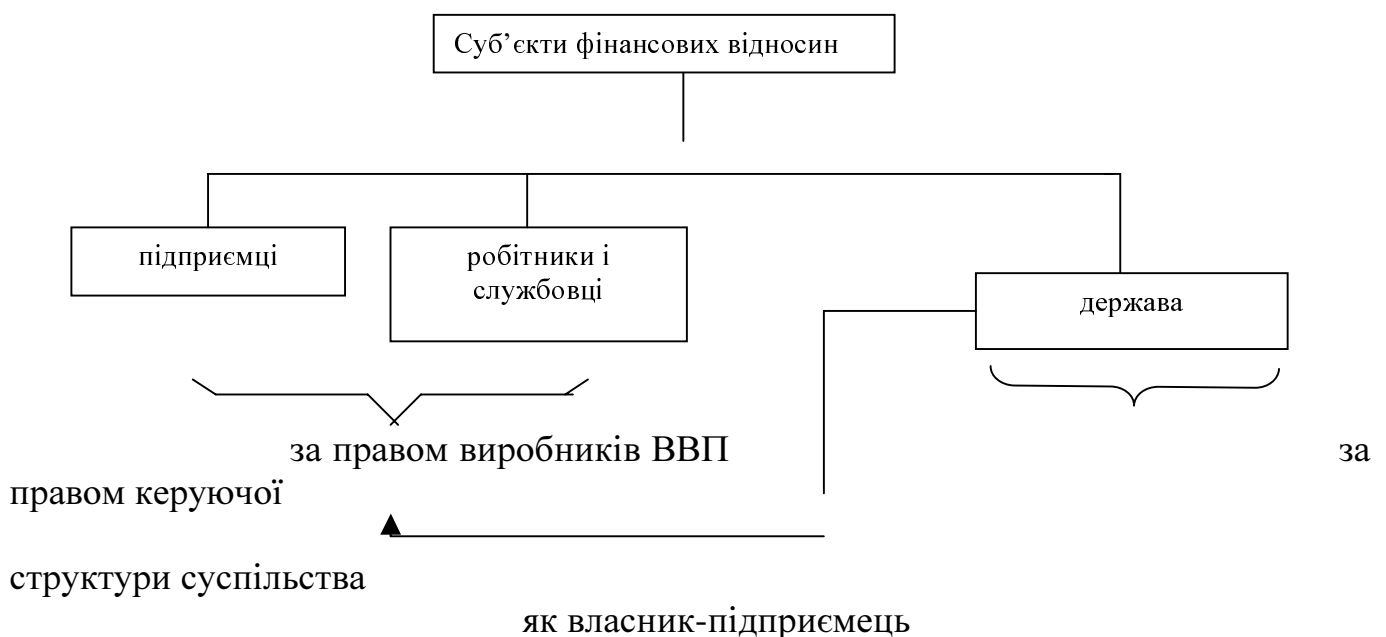 Суб’єкти фінансових відносин
підприємці
робітники і
службовці
держава
за правом виробників ВВП за
правом керуючої
структури суспільства
як власник-підприємець